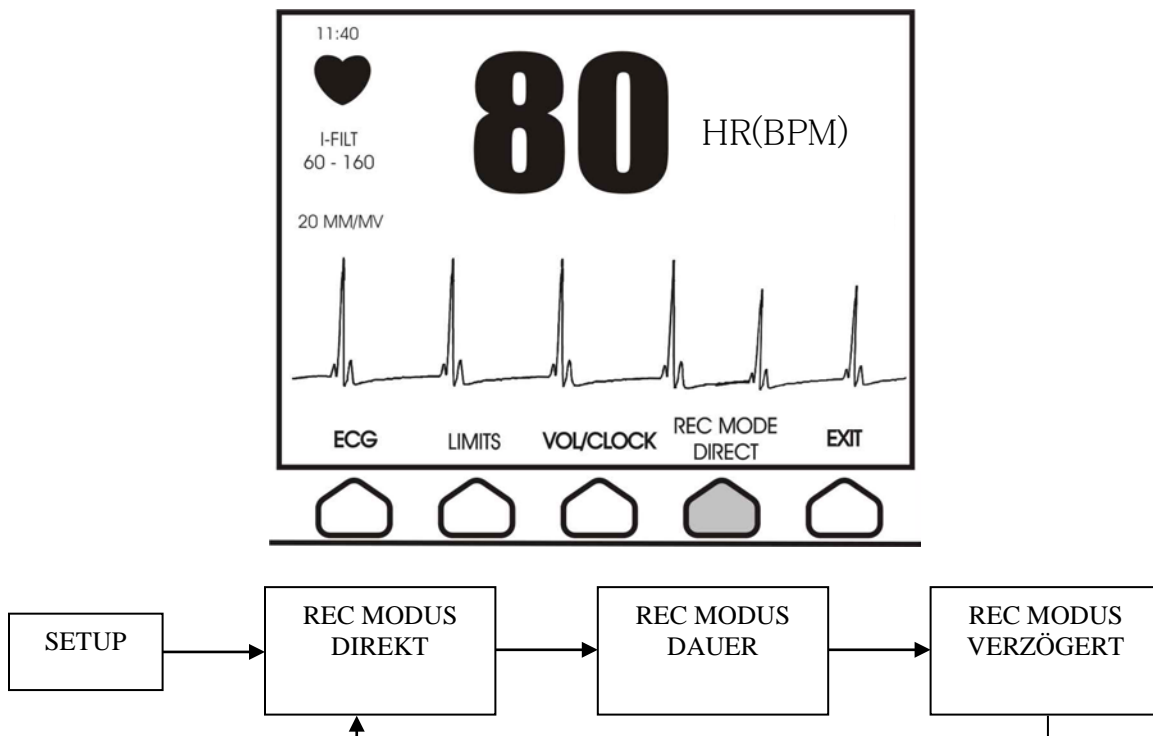 11:40
80
HR(BPM)
I-FILT
60 - 160
20 MM/MV
ECG
LIMITS
VOL/CLOCK
REC MODE
DIRECT
EXIT
SETUP
REC MODUS
DIREKT
REC MODUS
DAUER
REC MODUS
VERZÖGERT